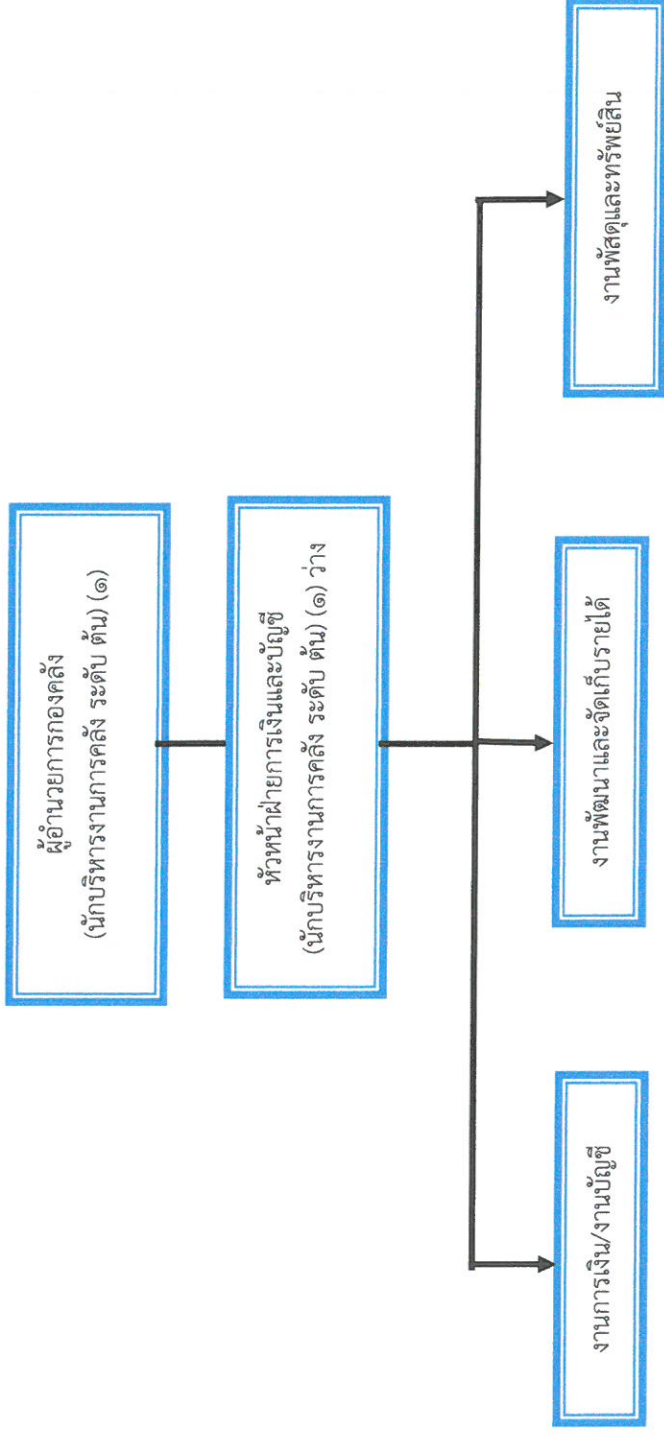 ผู้อำนวยการกองคลัง
(นักบริหารงานการคลัง ระดับ ต้น) (๑)
หัวหน้าฝ่ายการเงินและบัญชี
(นักบริหารงานการคลัง ระดับ ต้น) (๑) ว่าง
งานการเงิน/งานบัญชี
งานพัฒนาและจัดเก็บรายได้
งานพัสดุและทรัพย์สิน